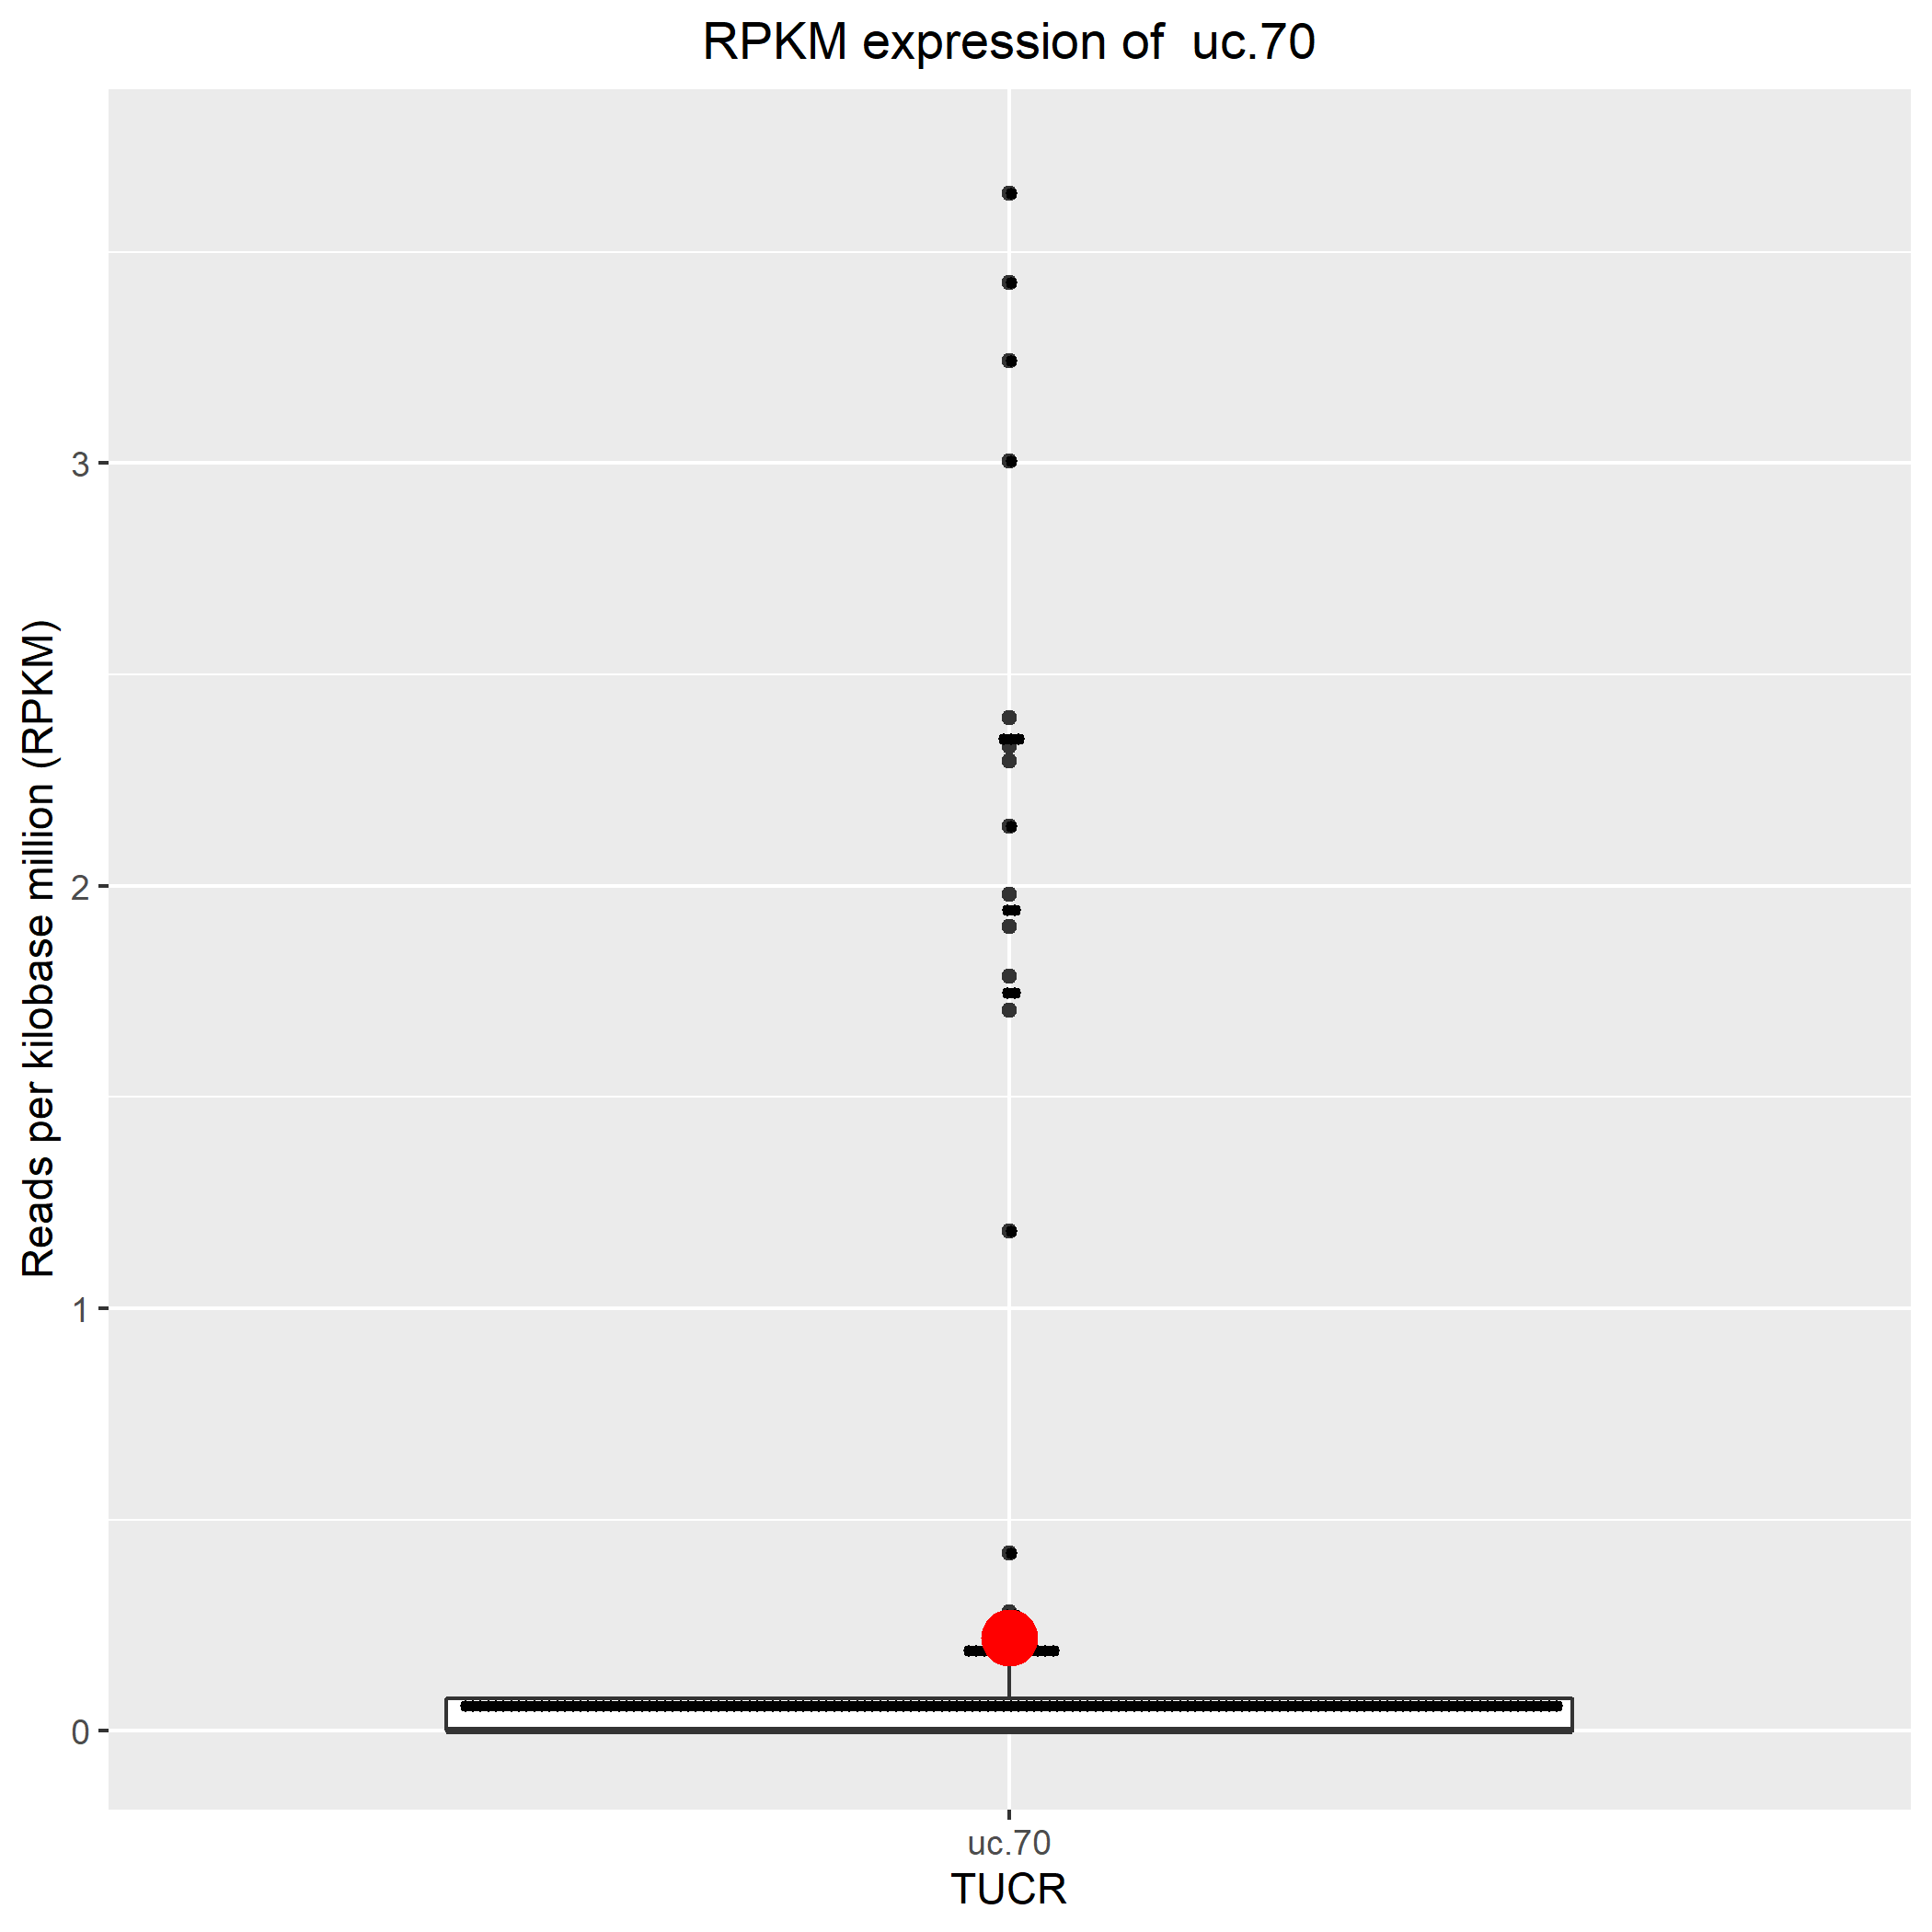 RPKM expression of  uc.70
Reads per kilobase million (RPKM)
3
2
1
0
uc.70
TUCR